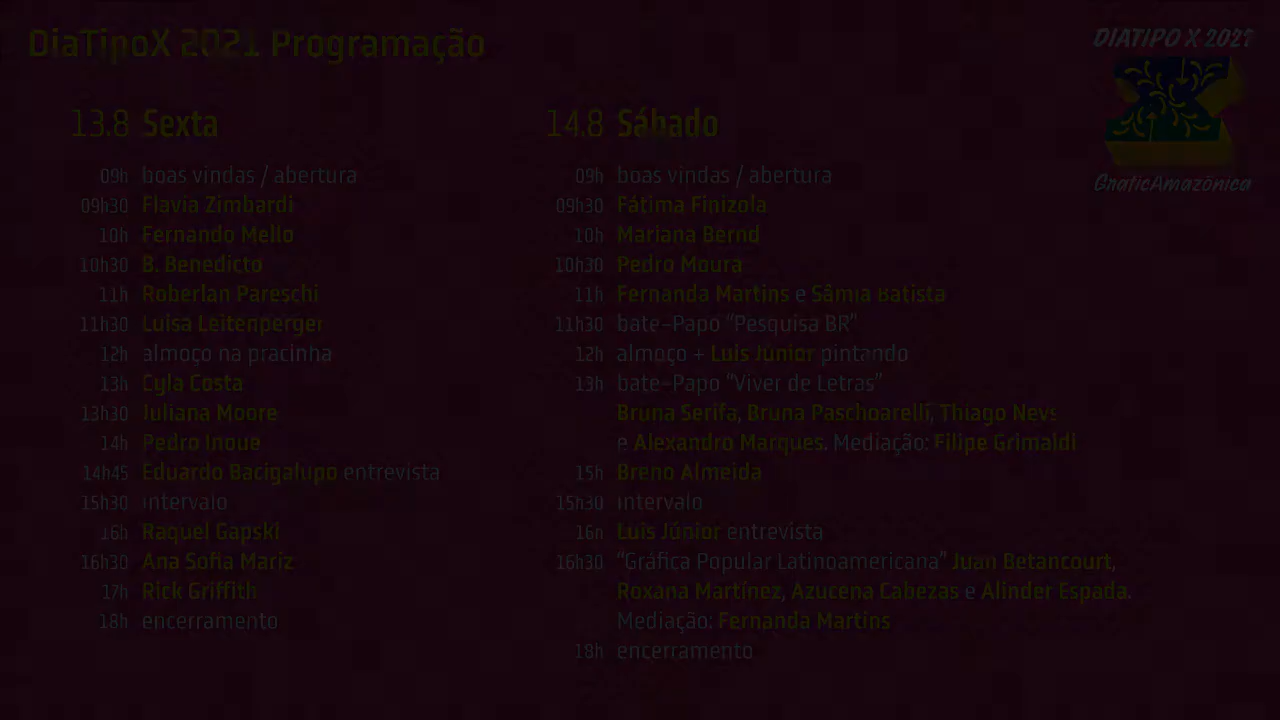 DiaTipoX 2021 Programação
DIATIPO X 2021
GraficAmazônica
13.8 Sexta
09h boas vindas / abertura
09h30 Flavia Zimbardi
10h Fernando Mello
10h30 B. Benedicto
11h Roberlan Pareschi
11h30 Luisa Leitenperger
12h almoço na pracinha
13h Cyla Costa
13h30 Juliana Moore
14h Pedro Inoue
14h45 Eduardo Bacigalupo entrevista
15h30 intervalo
16h Raquel Gapski
16h30 Ana Sofia Mariz
17h Rick Griffith
18h encerramento
14.8 Sábado
09h boas vindas / abertura
09h30 Fátima Finizola
10h Mariana Bernd
10h30 Pedro Moura
11h Fernanda Martins e Sâmia Batista
11h30 bate-Papo “Pesquisa BR”
12h almoço + Luis Junior pintando
13h bate-Papo “Viver de Letras”
Bruna Serifa, Bruna Paschoarelli, Thiago Nevs
e Alexandro Marques. Mediação: Filipe Grimaldi
15h Breno Almeida
15h30 intervalo
16h Luis Júnior entrevista
16h30 “Gráfica Popular Latinoamericana” Juan Betancourt,
Roxana Martínez, Azucena Cabezas e Alinder Espada.
Mediação: Fernanda Martins
18h encerramento